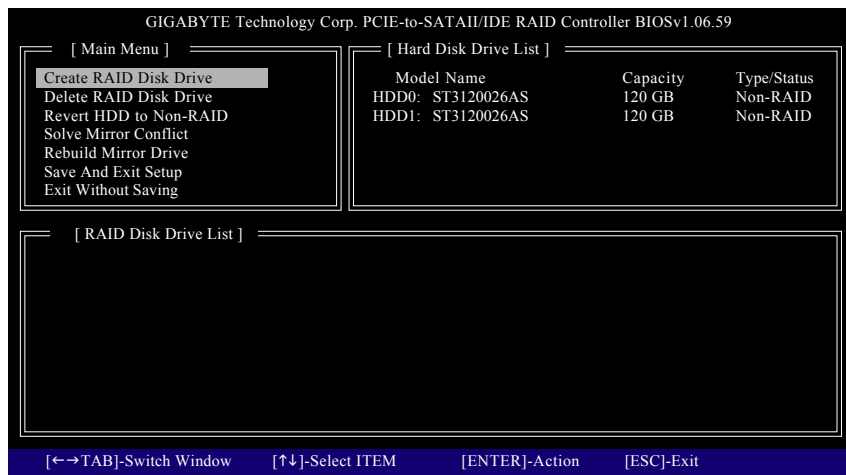 GIGABYTE Technology Corp. PCIE-to-SATAII/IDE RAID Controller BIOSv1.06.59
[ Main Menu ]
Create RAID Disk Drive
Delete RAID Disk Drive
Revert HDD to Non-RAID
Solve Mirror Conflict
Rebuild Mirror Drive
Save And Exit Setup
Exit Without Saving
[ Hard Disk Drive List ]
Model Name Capacity Type/Status
HDD0: ST3120026AS 120 GB Non-RAID
HDD1: ST3120026AS 120 GB Non-RAID
[ RAID Disk Drive List ]
[←→TAB]-Switch Window [↑↓]-Select ITEM [ENTER]-Action [ESC]-Exit